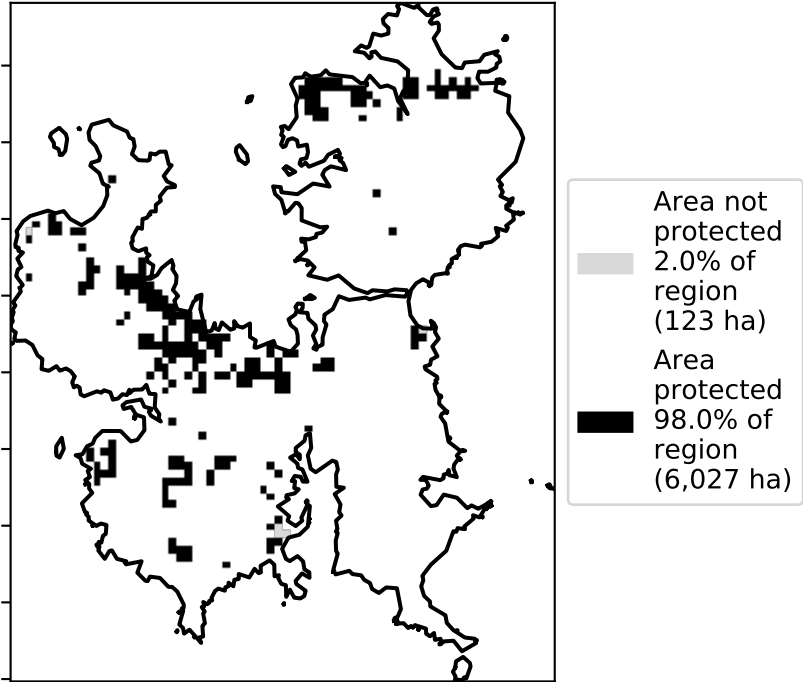 Area not
protected
2.0% of
region
(123 ha)
Area
protected
98.0% of
region
(6,027 ha)